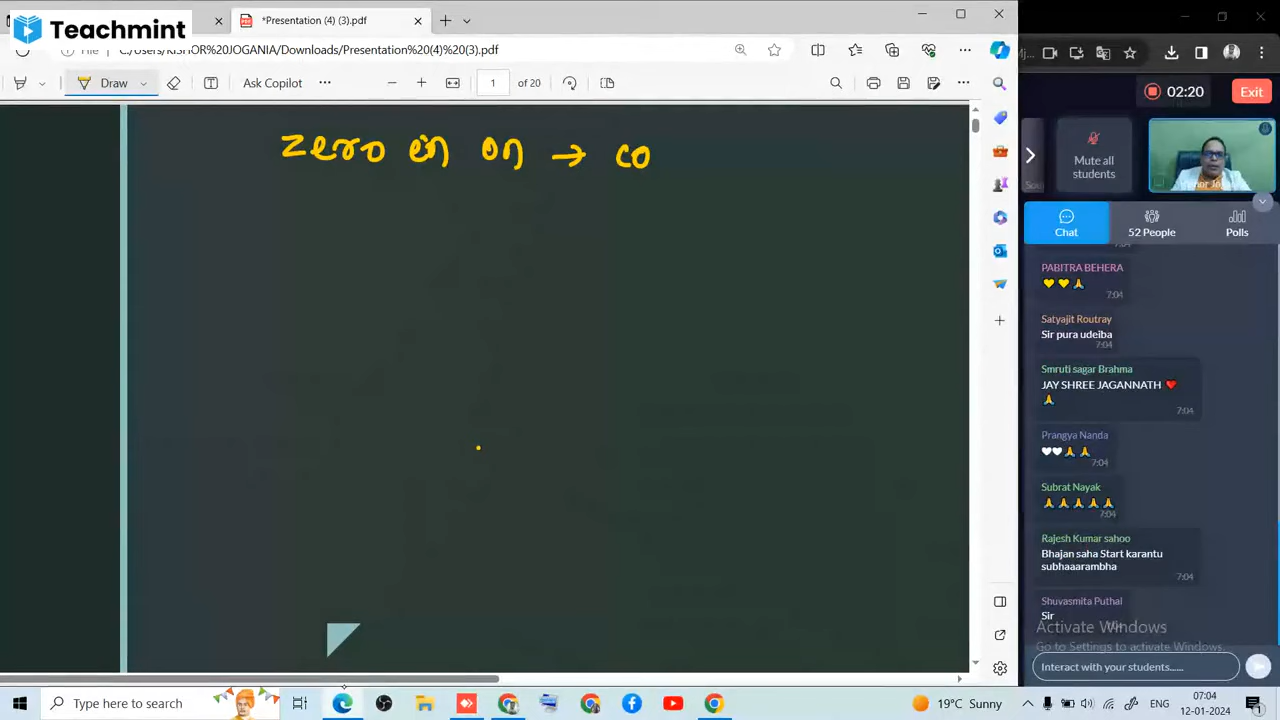 Teachmint
*Presentation (4) (3).pdf
File
C:/Users/KISHOR%20JOGANIA/Downloads/Presentation%20(4)%20(3).pdf
Draw
Ask Copilot
1 of 20
zero in on → co
02:20
Exit
Mute all
students
Chat
52 People
Polls
PABITRA BEHERA
💛 💛 🙏
7:04
Satyajit Routray
Sir pura udeiba
7:04
Smruti sagar Brahma
JAY SHREE JAGANNATH ❤️
🙏
7:04
Prangya Nanda
🤍🤍🙏🙏
7:04
Subrat Nayak
🙏🙏🙏🙏🙏
7:04
Rajesh Kumar sahoo
Bhajan saha Start karantu
subhaaarambha
7:04
Shuvasmita Puthal
Sir
7:04
Activate Windows
Go to Settings to activate Windows.
Interact with your students......
Type here to search
19°C Sunny
ENG
07:04
12-01-2024